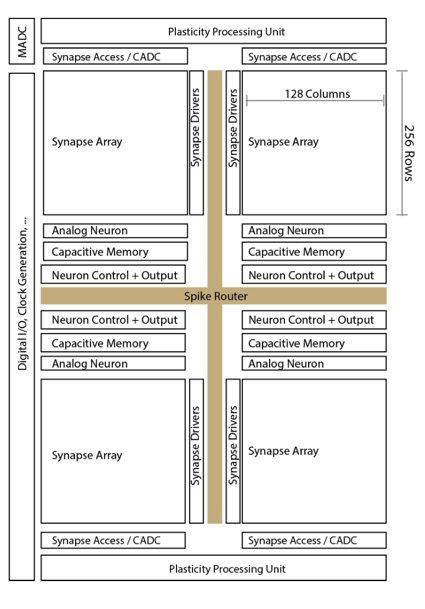 MADC
Plasticity Processing Unit
Synapse Access / CADC
Synapse Access / CADC
Digital I/O, Clock Generation, ...
Synapse Array
Synapse Drivers
Synapse Drivers
128 Columns
Synapse Array
256 Rows
Analog Neuron
Analog Neuron
Capacitive Memory
Capacitive Memory
Neuron Control + Output
Neuron Control + Output
Spike Router
Neuron Control + Output
Neuron Control + Output
Capacitive Memory
Capacitive Memory
Analog Neuron
Analog Neuron
Synapse Array
Synapse Drivers
Synapse Drivers
Synapse Array
Synapse Access / CADC
Synapse Access / CADC
Plasticity Processing Unit